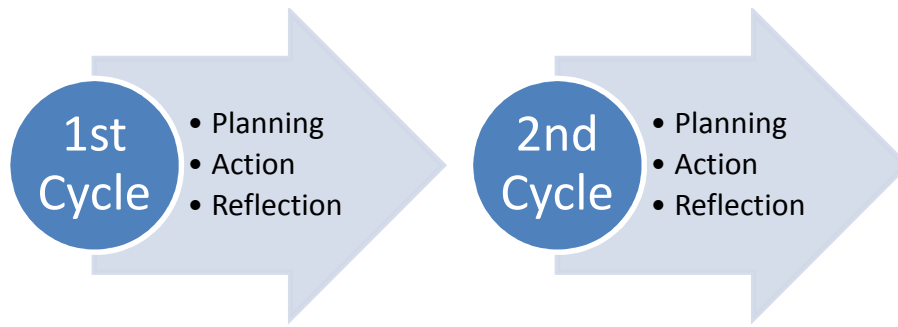 1st
Cycle
• Planning
• Action
• Reflection
2nd
Cycle
• Planning
• Action
• Reflection